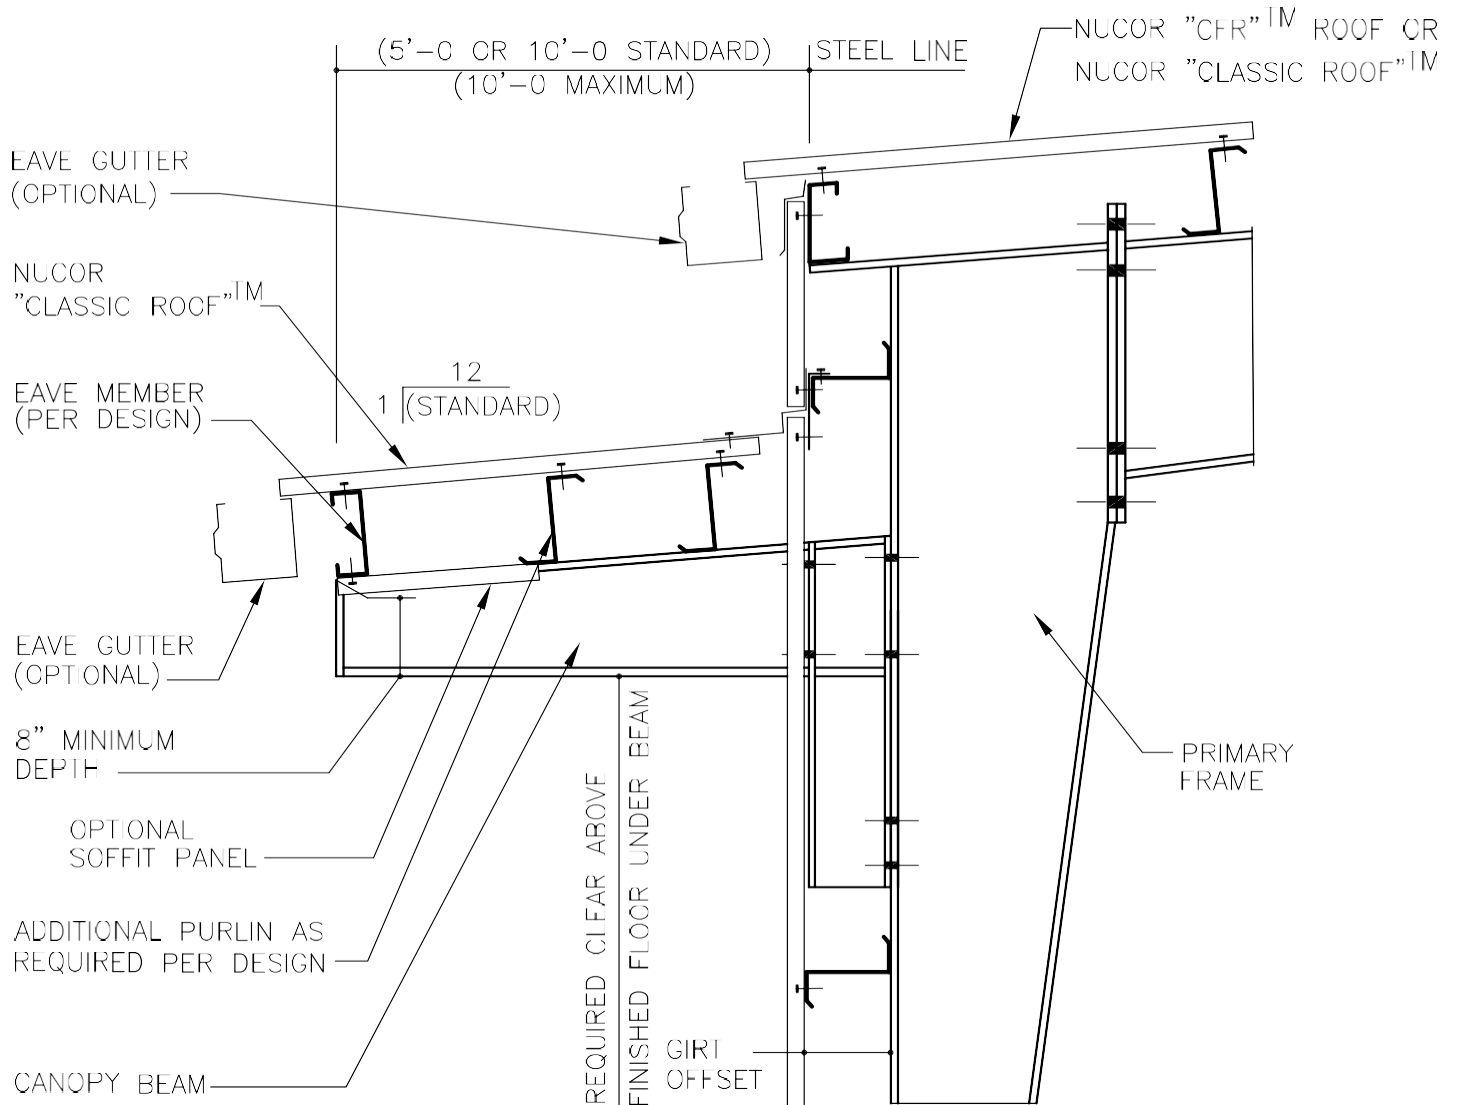 (5'-0 OR 10'-0 STANDARD)
(10'-0 MAXIMUM)
STEEL LINE
NUCOR "CFR"™ ROOF OR
NUCOR "CLASSIC ROOF"™
EAVE GUTTER
(OPTIONAL)
NUCOR
"CLASSIC ROOF"™
EAVE MEMBER
(PER DESIGN)
12
1 (STANDARD)
EAVE GUTTER
(OPTIONAL)
8" MINIMUM
DEPTH
OPTIONAL
SOFFIT PANEL
ADDITIONAL PURLIN AS
REQUIRED PER DESIGN
CANOPY BEAM
REQUIRED CLEAR ABOVE
FINISHED FLOOR UNDER BEAM
GIRT
OFFSET
PRIMARY
FRAME